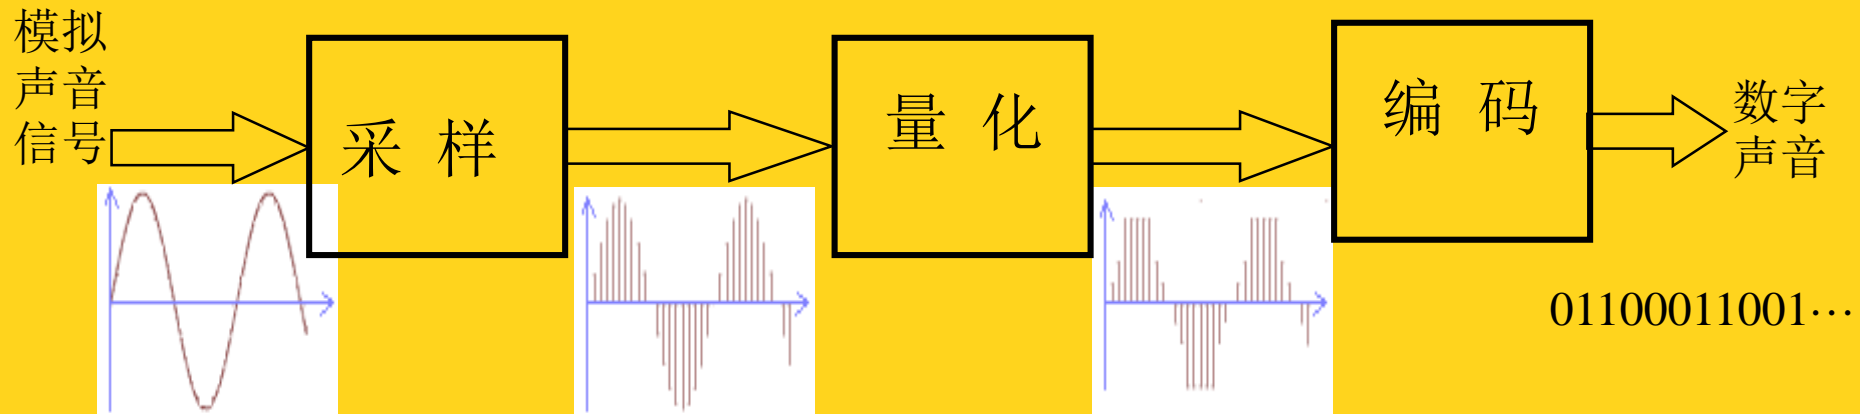 模拟
声音
信号
采 样
量 化
编 码
数字
声音
01100011001…